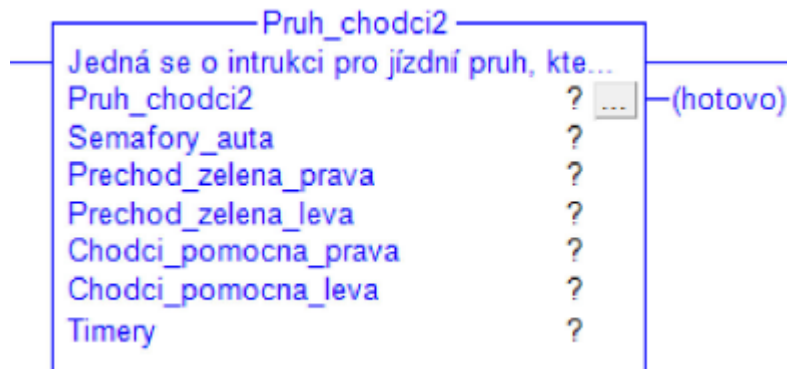 Pruh_chodci2
Jedná se o intrukci pro jízdní pruh, kte...
Pruh_chodci2 ? ... (hotovo)
Semafory_auta ?
Prechod_zelena_prava ?
Prechod_zelena_leva ?
Chodci_pomocna_prava ?
Chodci_pomocna_leva ?
Timery ?